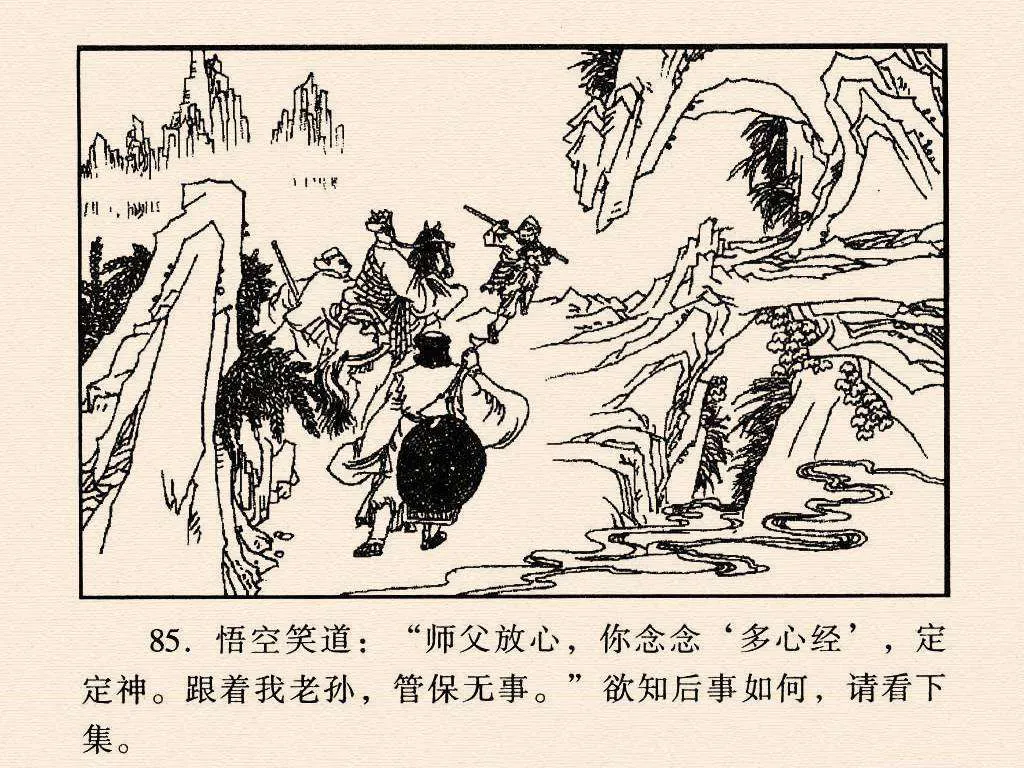 85. 悟空笑道：“师父放心，你念念‘多心经’，定
定神。跟着我老孙，管保无事。”欲知后事如何，请看下
集。